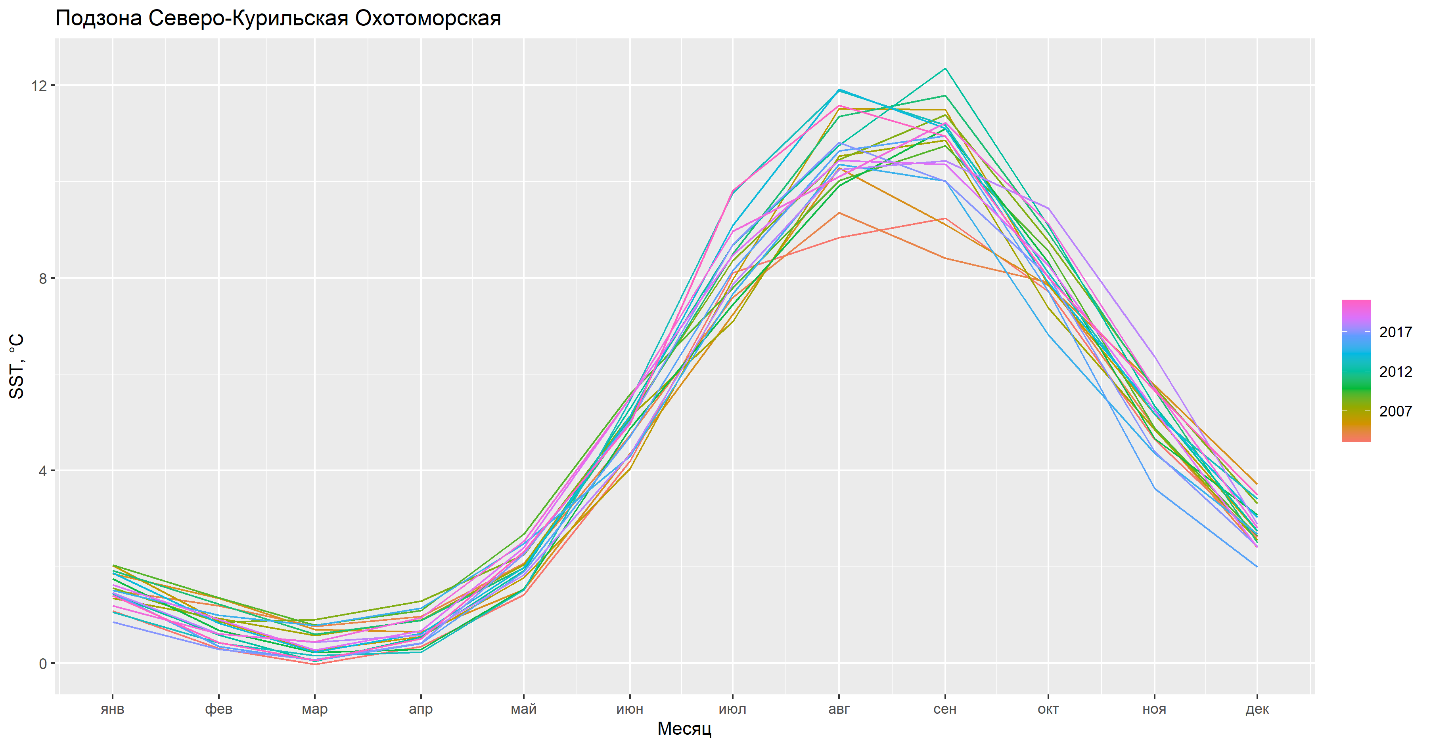 Подзона Северо-Курильская Охотоморская
12
8
4
0
SST, °C
янв фев мар апр май июн июл авг сен окт ноя дек
Месяц
2017
2012
2007